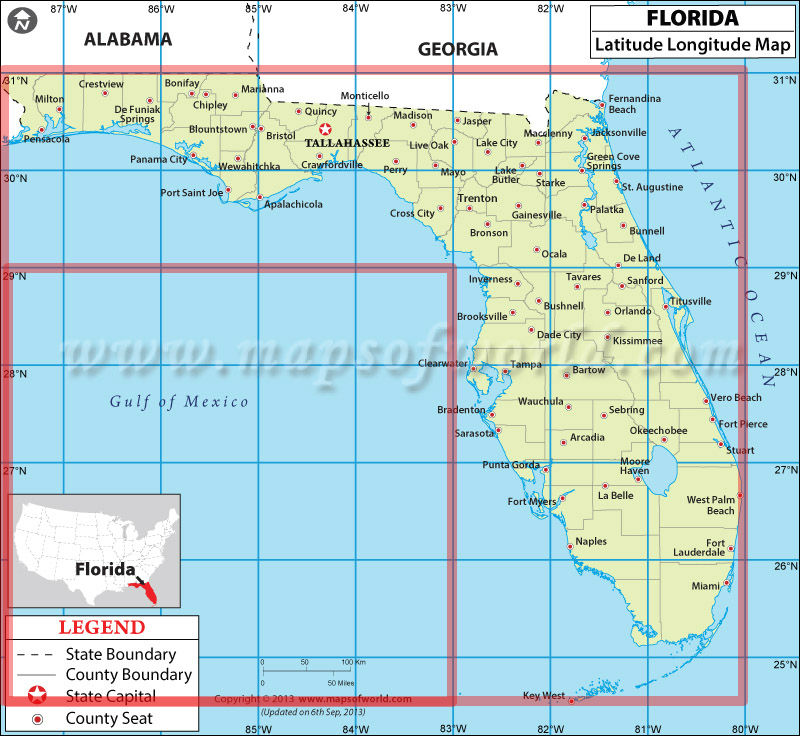 N
FLORIDA
Latitude Longitude Map
ALABAMA
GEORGIA
87°W
86°W
85°W
84°W
83°W
82°W
81°W
80°W
31°N
31°N
Crestview
Bonifay
Marianna
Monticello
Milton
De Funiak
Springs
Chipley
Quincy
Madison
Jasper
Fernandina
Beach
Pensacola
Blountstown
Bristol
TALLAHASSEE
Live Oak
Lake City
Macclenny
Jacksonville
Panama City
Wewahitchka
Crawfordville
Perry
Mayo
Lake
Butler
Starke
Green Cove
Springs
30°N
30°N
Port Saint Joe
Apalachicola
Cross City
Trenton
Gainesville
Palatka
St. Augustine
Bronson
Bunnell
Ocala
De Land
29°N
29°N
Inverness
Tavares
Sanford
Titusville
Brooksville
Bushnell
Orlando
Dade City
Kissimmee
ATLANTIC OCEAN
www.mapsofworld.com
28°N
28°N
Clearwater
Tampa
Bartow
Gulf of Mexico
Wauchula
Sebring
Vero Beach
Bradenton
Fort Pierce
Sarasota
Arcadia
Okeechobee
Stuart
27°N
27°N
Punta Gorda
Moore
Haven
La Belle
West Palm
Beach
Fort Myers
Naples
Fort
Lauderdale
26°N
26°N
Miami
Florida
LEGEND
State Boundary
County Boundary
State Capital
County Seat
0 50 100 Km
0 50 Miles
25°N
25°N
Key West
Copyright © 2013 www.mapsofworld.com
(Updated on 6th Sep, 2013)
87°W
86°W
85°W
84°W
83°W
82°W
81°W
80°W